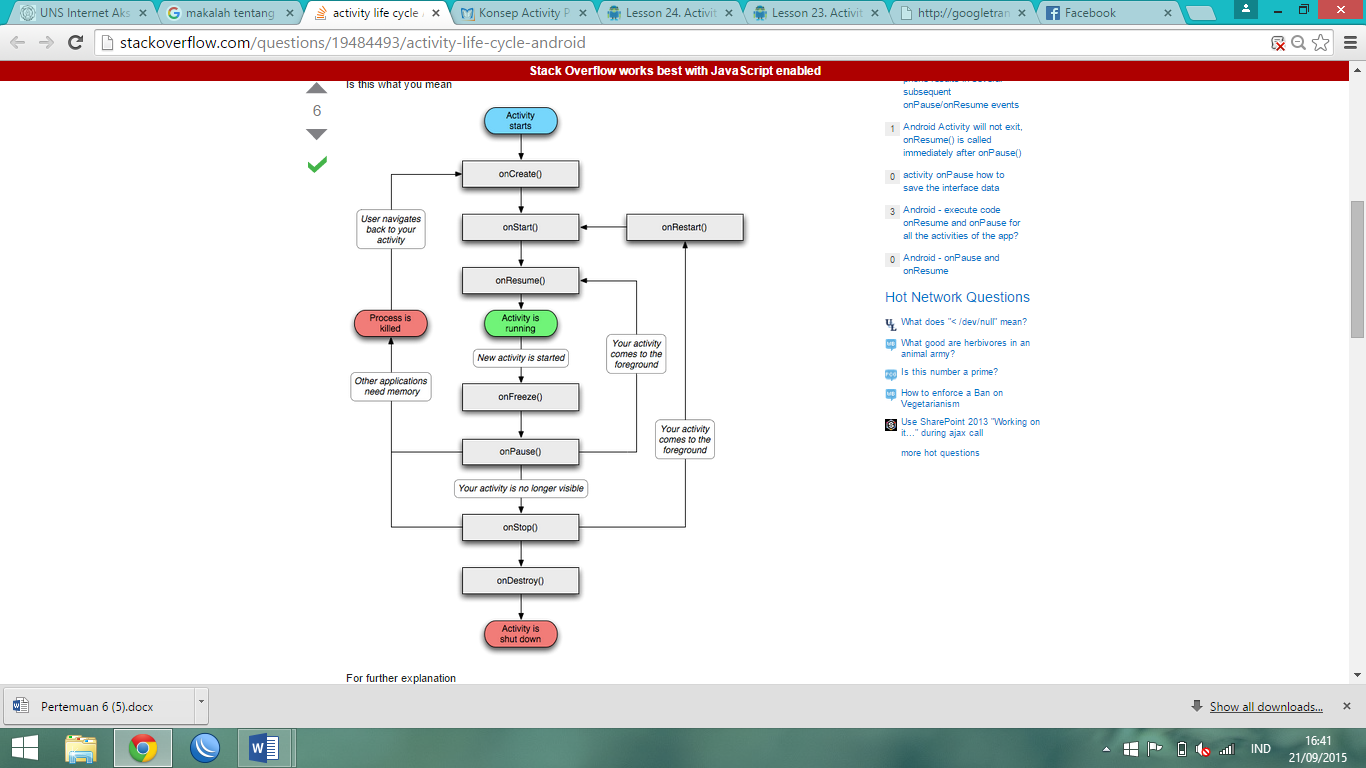 UNS Internet Aks
makalah tentang
activity life cycle
Konsep Activity P
Lesson 24. Activit
Lesson 23. Activit
http://googletran
Facebook
stackoverflow.com/questions/19484493/activity-life-cycle-android
Stack Overflow works best with JavaScript enabled
Is this what you mean
6
Activity
starts
onCreate()
User navigates
back to your
activity
onStart()
onRestart()
onResume()
Process is
killed
Activity is
running
Your activity
comes to the
foreground
New activity is started
Other applications
need memory
onFreeze()
Your activity
comes to the
foreground
onPause()
Your activity is no longer visible
onStop()
onDestroy()
Activity is
shut down
For further explanation
subsequent
onPause/onResume events
1
Android Activity will not exit,
onResume() is called
immediately after onPause()
0
activity onPause how to
save the interface data
3
Android - execute code
onResume and onPause for
all the activities of the app?
0
Android - onPause and
onResume
Hot Network Questions
What does "< /dev/null" mean?
What good are herbivores in an
animal army?
Is this number a prime?
How to enforce a Ban on
Vegetarianism
Use SharePoint 2013 "Working on
it..." during ajax call
more hot questions
Pertemuan 6 (5).docx
Show all downloads...
IND
16:41
21/09/2015